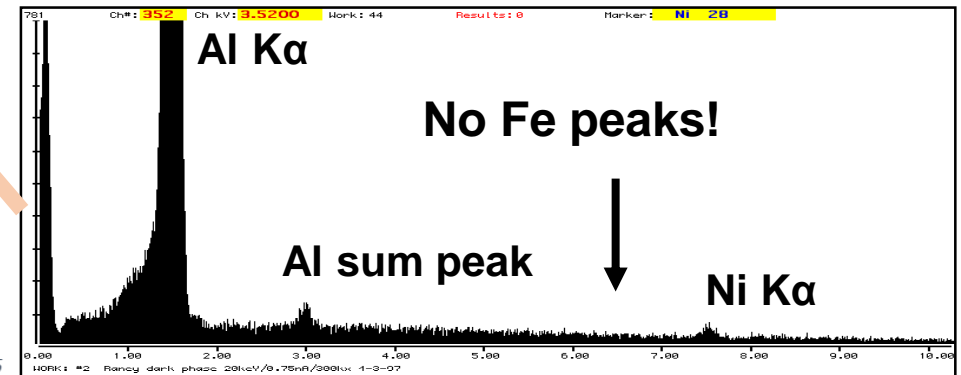 781 Ch#: 352 Ch kV: 3.5200 Work: 44 Results: 0 Marker: Ni 28
Al Kα
No Fe peaks!
Al sum peak
Ni Kα
0.00 1.00 2.00 3.00 4.00 5.00 6.00 7.00 8.00 9.00 10.00
WORK: #2 Raney dark phase 20keV/0.75nA/300kx 1-3-97